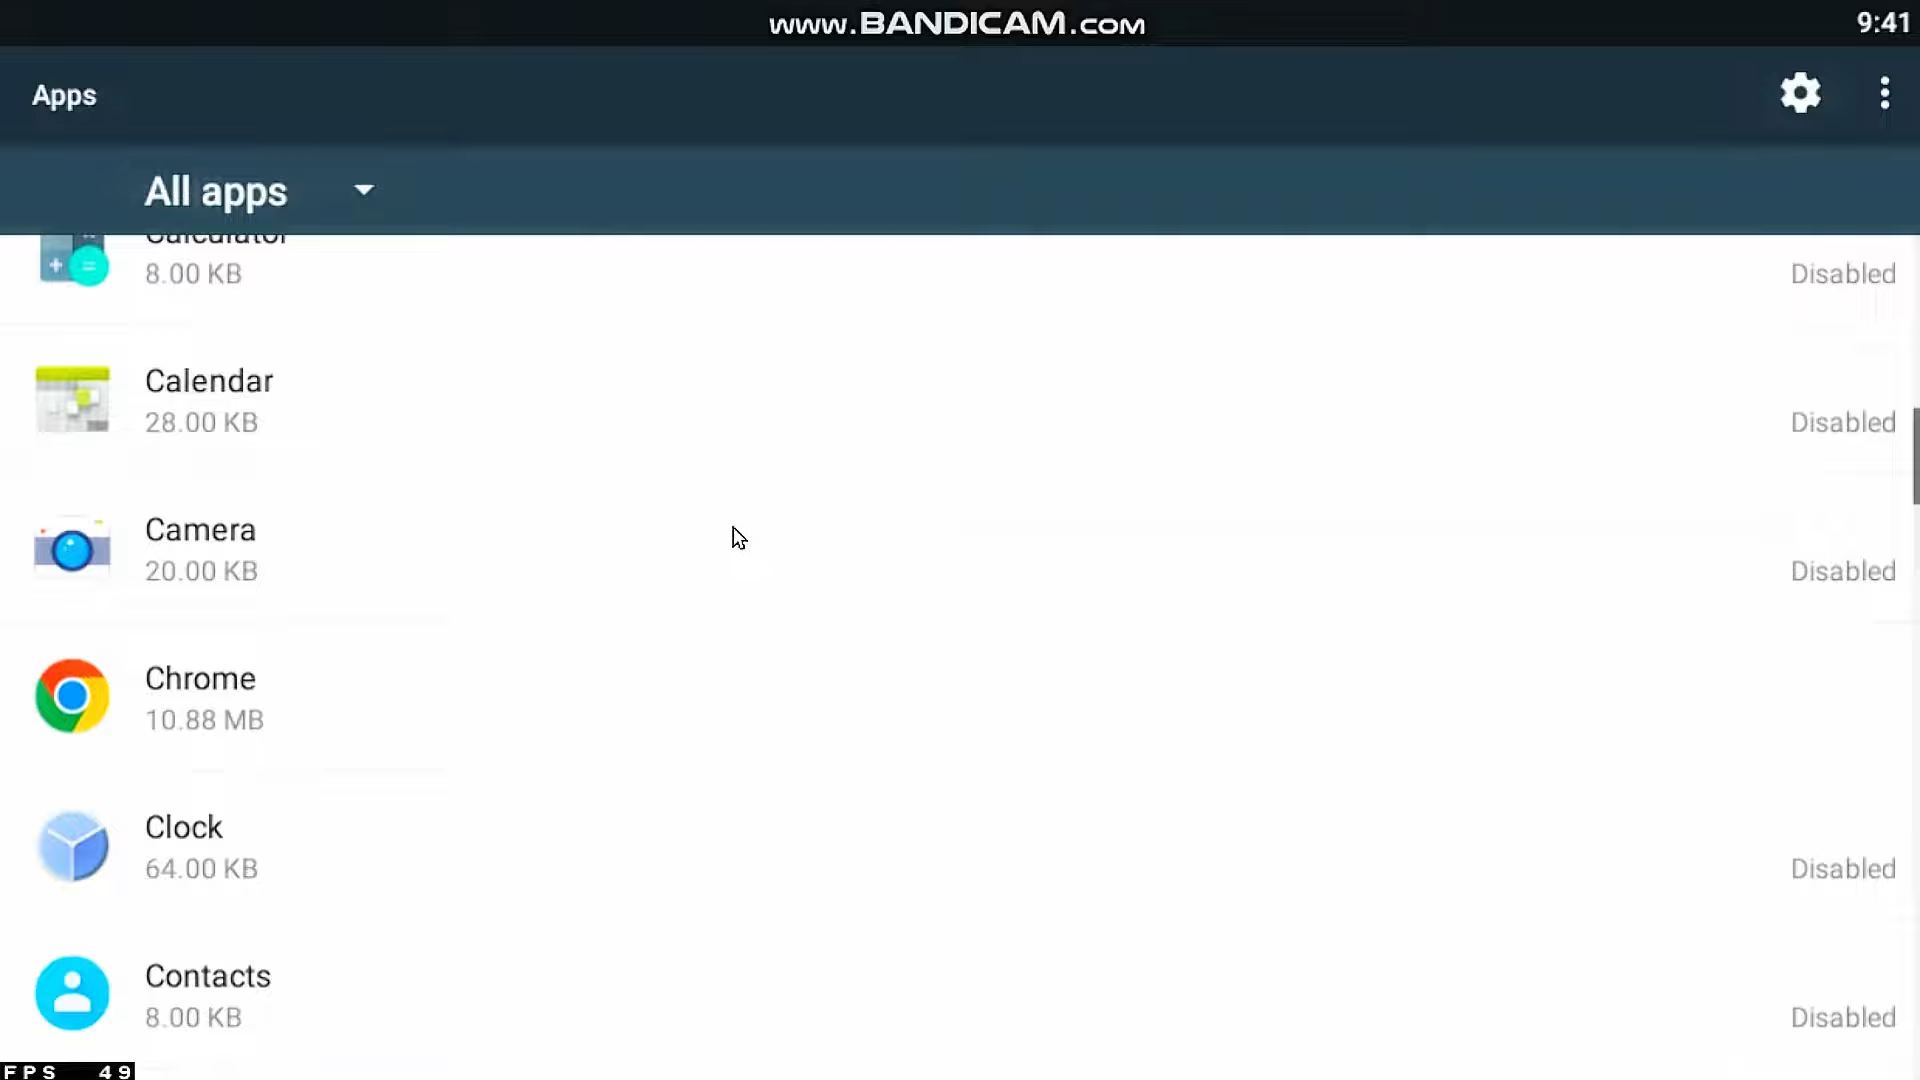 www.BANDICAM.com
9:41
Apps
All apps
Calculator
8.00 KB
Disabled
Calendar
28.00 KB
Disabled
Camera
20.00 KB
Disabled
Chrome
10.88 MB
Clock
64.00 KB
Disabled
Contacts
8.00 KB
Disabled
FPS 49